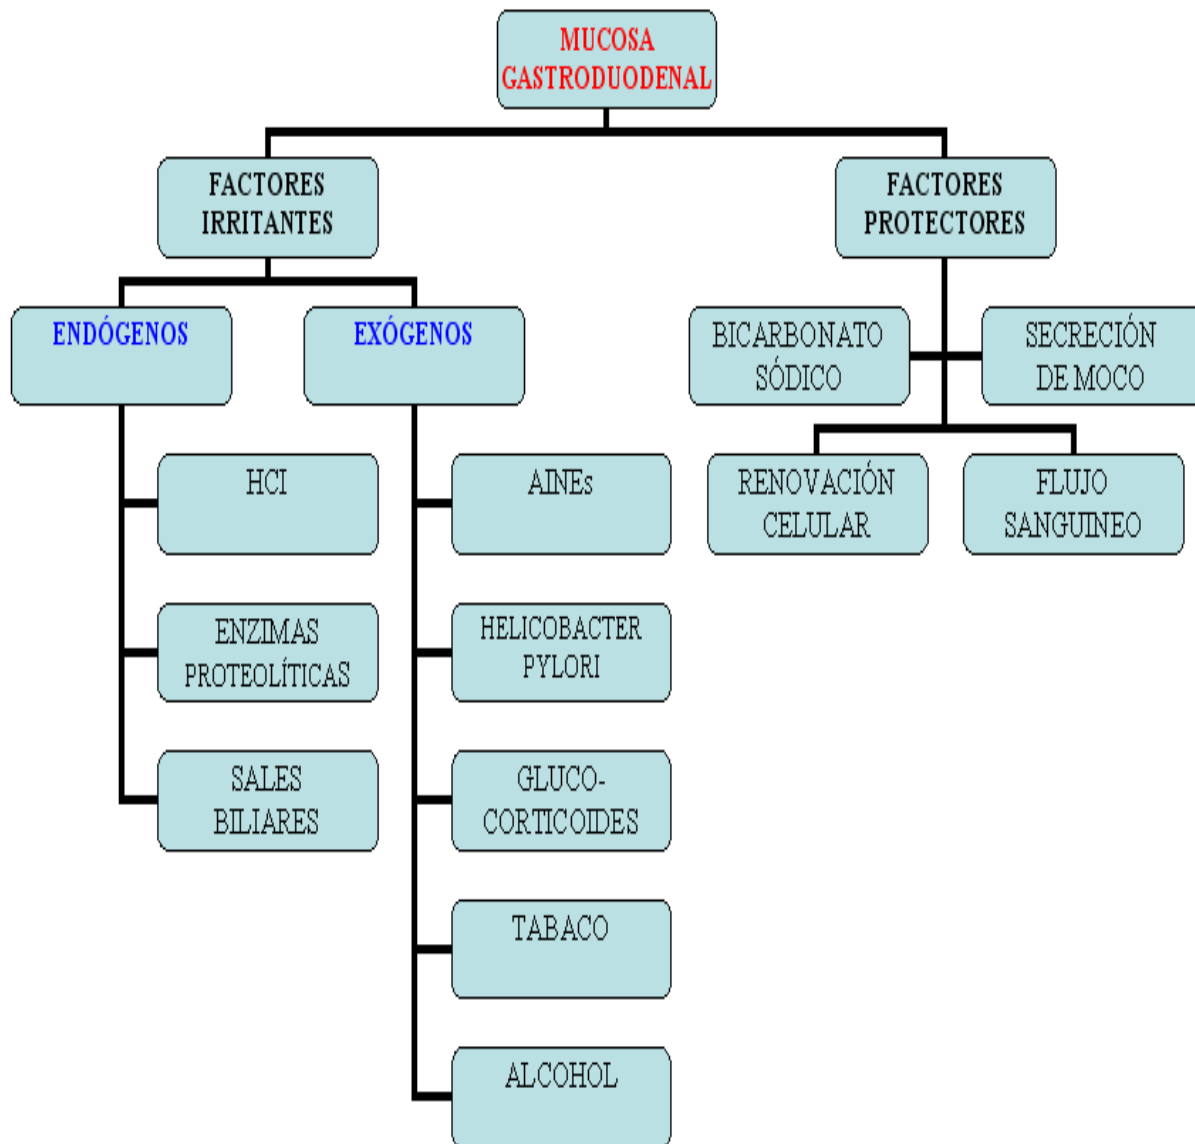 MUCOSA
GASTRODUODENAL
FACTORES
IRRITANTES
FACTORES
PROTECTORES
ENDÓGENOS
EXÓGENOS
BICARBONATO
SÓDICO
SECRECIÓN
DE MOCO
HCI
AINEs
RENOVACIÓN
CELULAR
FLUJO
SANGUINEO
ENZIMAS
PROTEOLÍTICAS
HELICOBACTER
PYLORI
SALES
BILIARES
GLUCO-
CORTICOIDES
TABACO
ALCOHOL